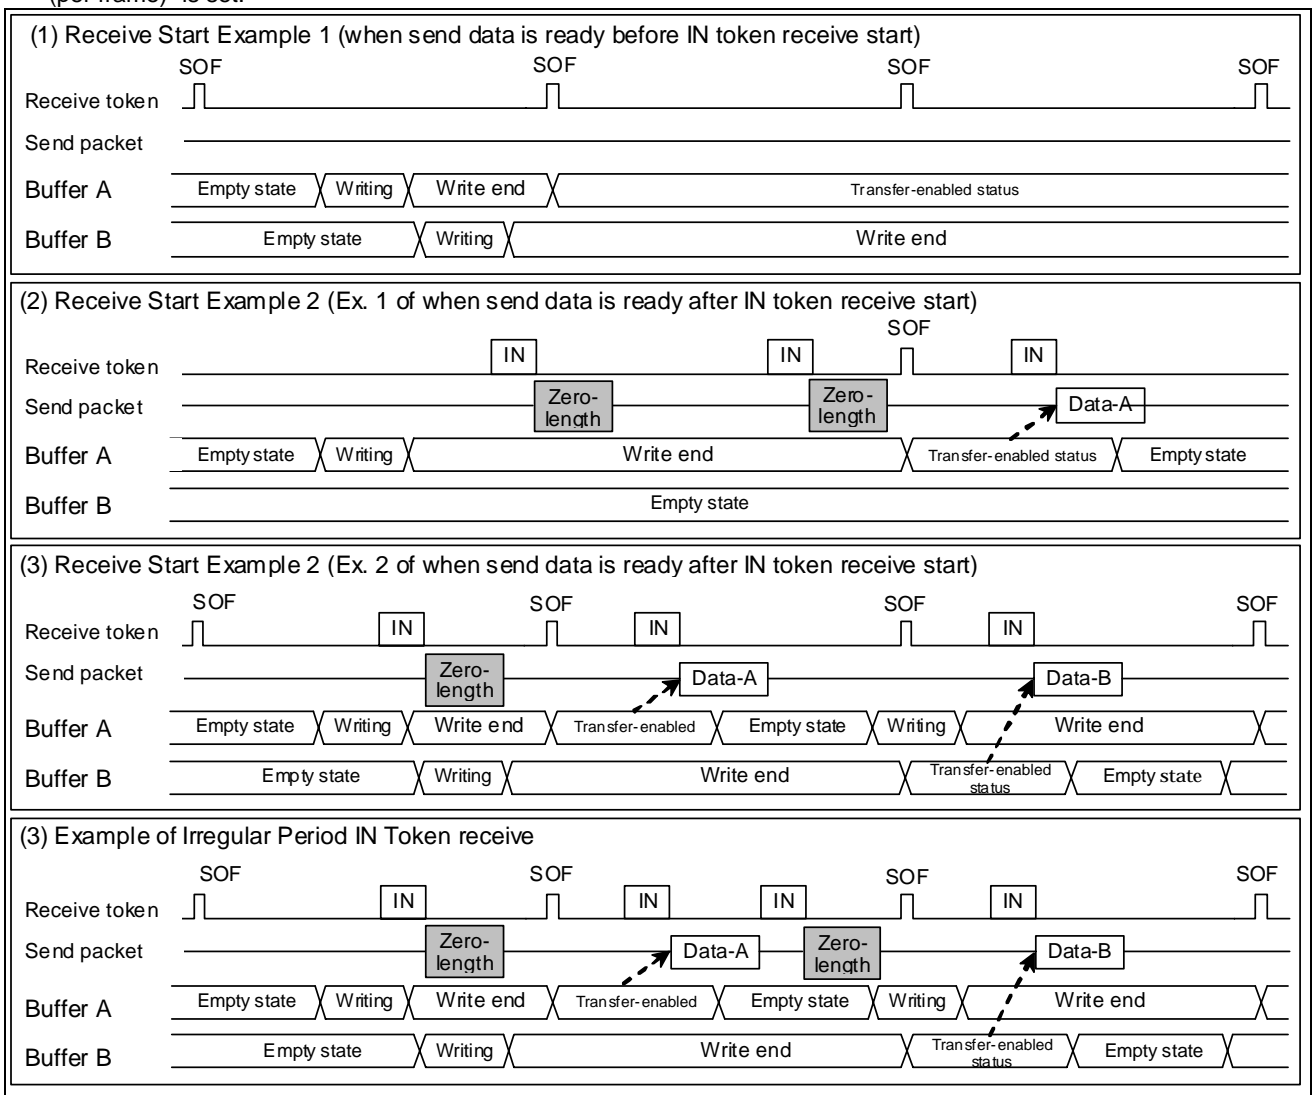 (per frame)" is set.
(1) Receive Start Example 1 (when send data is ready before IN token receive start)
SOF SOF SOF SOF
Receive token
Send packet
Buffer A Empty state Writing Write end Transfer-enabled status
Buffer B Empty state Writing Write end
(2) Receive Start Example 2 (Ex. 1 of when send data is ready after IN token receive start)
SOF
Receive token IN IN IN
Send packet Zero-length Zero-length Data-A
Buffer A Empty state Writing Write end Transfer-enabled status Empty state
Buffer B Empty state
(3) Receive Start Example 2 (Ex. 2 of when send data is ready after IN token receive start)
SOF SOF SOF SOF
Receive token IN IN IN
Send packet Zero-length Data-A Data-B
Buffer A Empty state Writing Write end Transfer-enabled Empty state Writing Write end
Buffer B Empty state Writing Write end Transfer-enabled status Empty state
(3) Example of Irregular Period IN Token receive
SOF SOF SOF SOF
Receive token IN IN IN IN
Send packet Zero-length Data-A Zero-length Data-B
Buffer A Empty state Writing Write end Transfer-enabled Empty state Writing Write end
Buffer B Empty state Writing Write end Transfer-enabled status Empty state